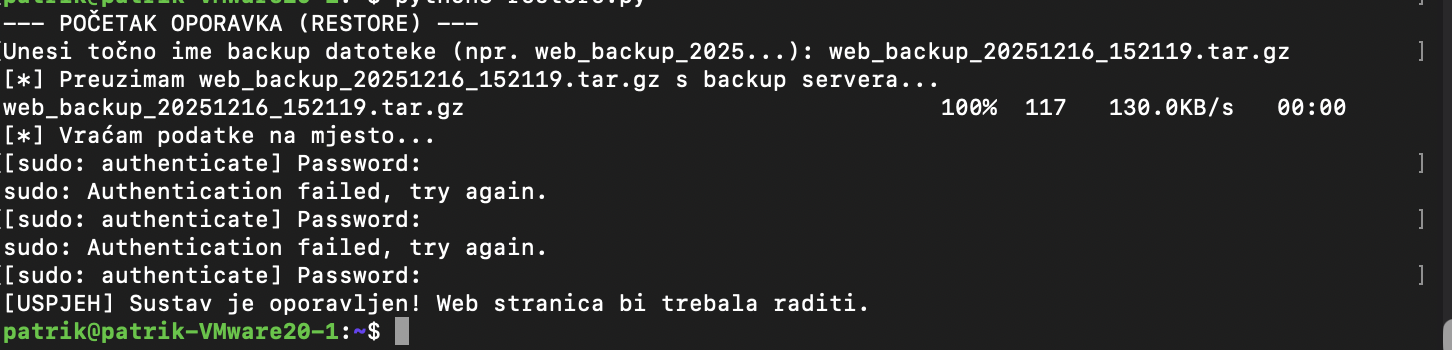 --- POČETAK OPORAVKA (RESTORE) ---
[Unesi točno ime backup datoteke (npr. web_backup_2025...): web_backup_20251216_152119.tar.gz ]
[*] Preuzimam web_backup_20251216_152119.tar.gz s backup servera...
web_backup_20251216_152119.tar.gz 100% 117 130.0KB/s 00:00
[*] Vraćam podatke na mjesto...
[[sudo: authenticate] Password: ]
sudo: Authentication failed, try again.
[[sudo: authenticate] Password: ]
sudo: Authentication failed, try again.
[[sudo: authenticate] Password: ]
[USPJEH] Sustav je oporavljen! Web stranica bi trebala raditi.
patrik@patrik-VMware20-1:~$